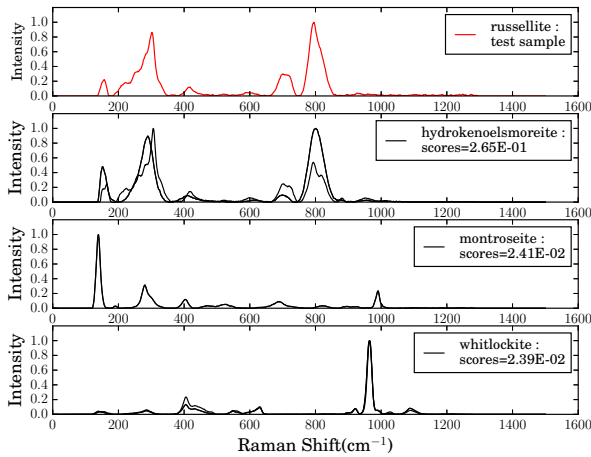 russellite :
test sample
Intensity
1.0
0.8
0.6
0.4
0.2
0.0
0 200 400 600 800 1000 1200 1400 1600
hydrokenoelsmoreite :
scores=2.65E-01
Intensity
1.0
0.8
0.6
0.4
0.2
0.0
0 200 400 600 800 1000 1200 1400 1600
montroseite :
scores=2.41E-02
Intensity
1.0
0.8
0.6
0.4
0.2
0.0
0 200 400 600 800 1000 1200 1400 1600
whitlockite :
scores=2.39E-02
Intensity
1.0
0.8
0.6
0.4
0.2
0.0
0 200 400 600 800 1000 1200 1400 1600
Raman Shift(cm⁻¹)